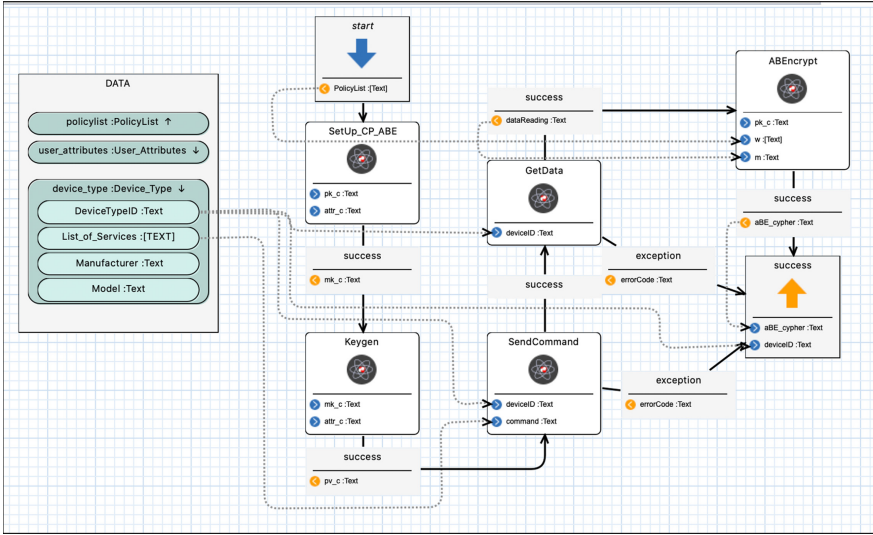 DATA
policylist :PolicyList ↑
user_attributes :User_Attributes ↓
device_type :Device_Type ↓
DeviceTypeID :Text
List_of_Services :[TEXT]
Manufacturer :Text
Model :Text
start
PolicyList :[Text]
SetUp_CP_ABE
pk_c :Text
attr_c :Text
success
mk_c :Text
Keygen
mk_c :Text
attr_c :Text
success
pv_c :Text
success
dataReading :Text
GetData
deviceID :Text
success
SendCommand
deviceID :Text
command :Text
exception
errorCode :Text
exception
errorCode :Text
ABEncrypt
pk_c :Text
w :[Text]
m :Text
success
aBE_cypher :Text
success
aBE_cypher :Text
deviceID :Text